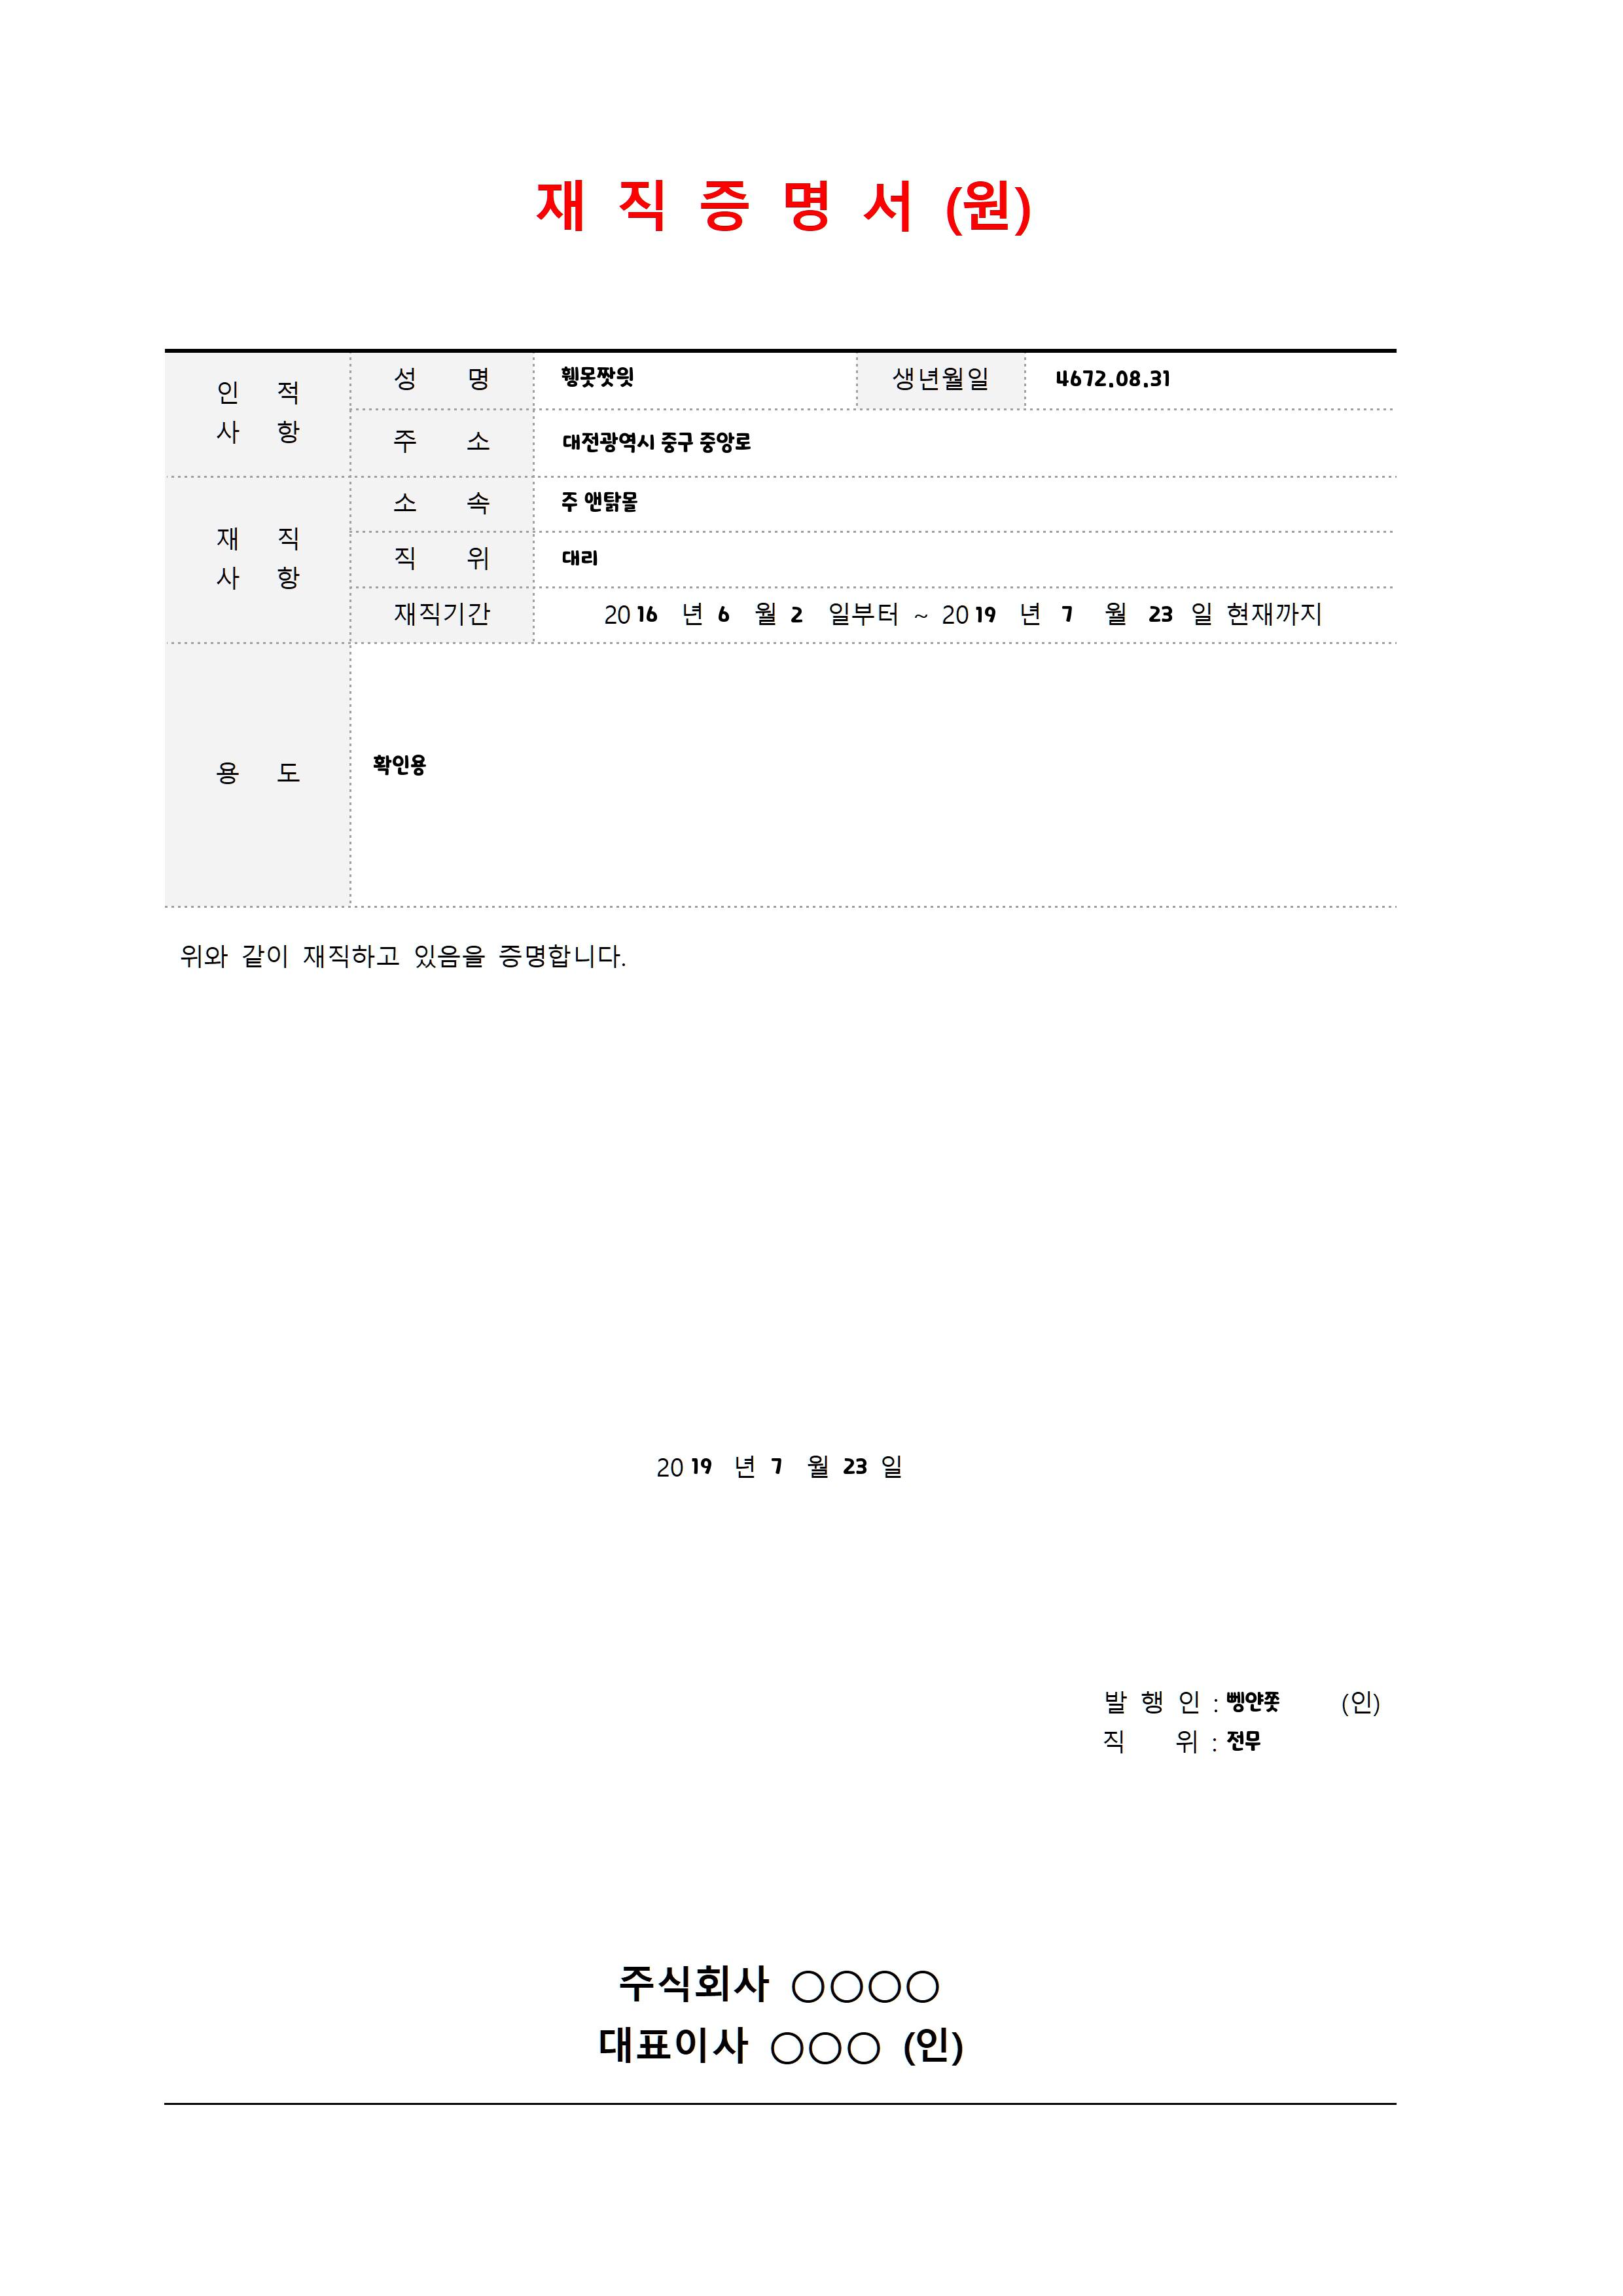 재 직 증 명 서 (원)
인 적 사 항
성 명 휑못짯윗 생년월일 4672.08.31
주 소 대전광역시 중구 중앙로
재 직 사 항
소 속 주 앤탉몰
직 위 대리
재직기간 2016 년 6 월 2 일부터 ~ 2019 년 7 월 23 일 현재까지
용 도 확인용
위와 같이 재직하고 있음을 증명합니다.
2019 년 7 월 23 일
발 행 인 : 뼁얀쫒 (인)
직 위 : 전무
주식회사 ○○○○
대표이사 ○○○ (인)